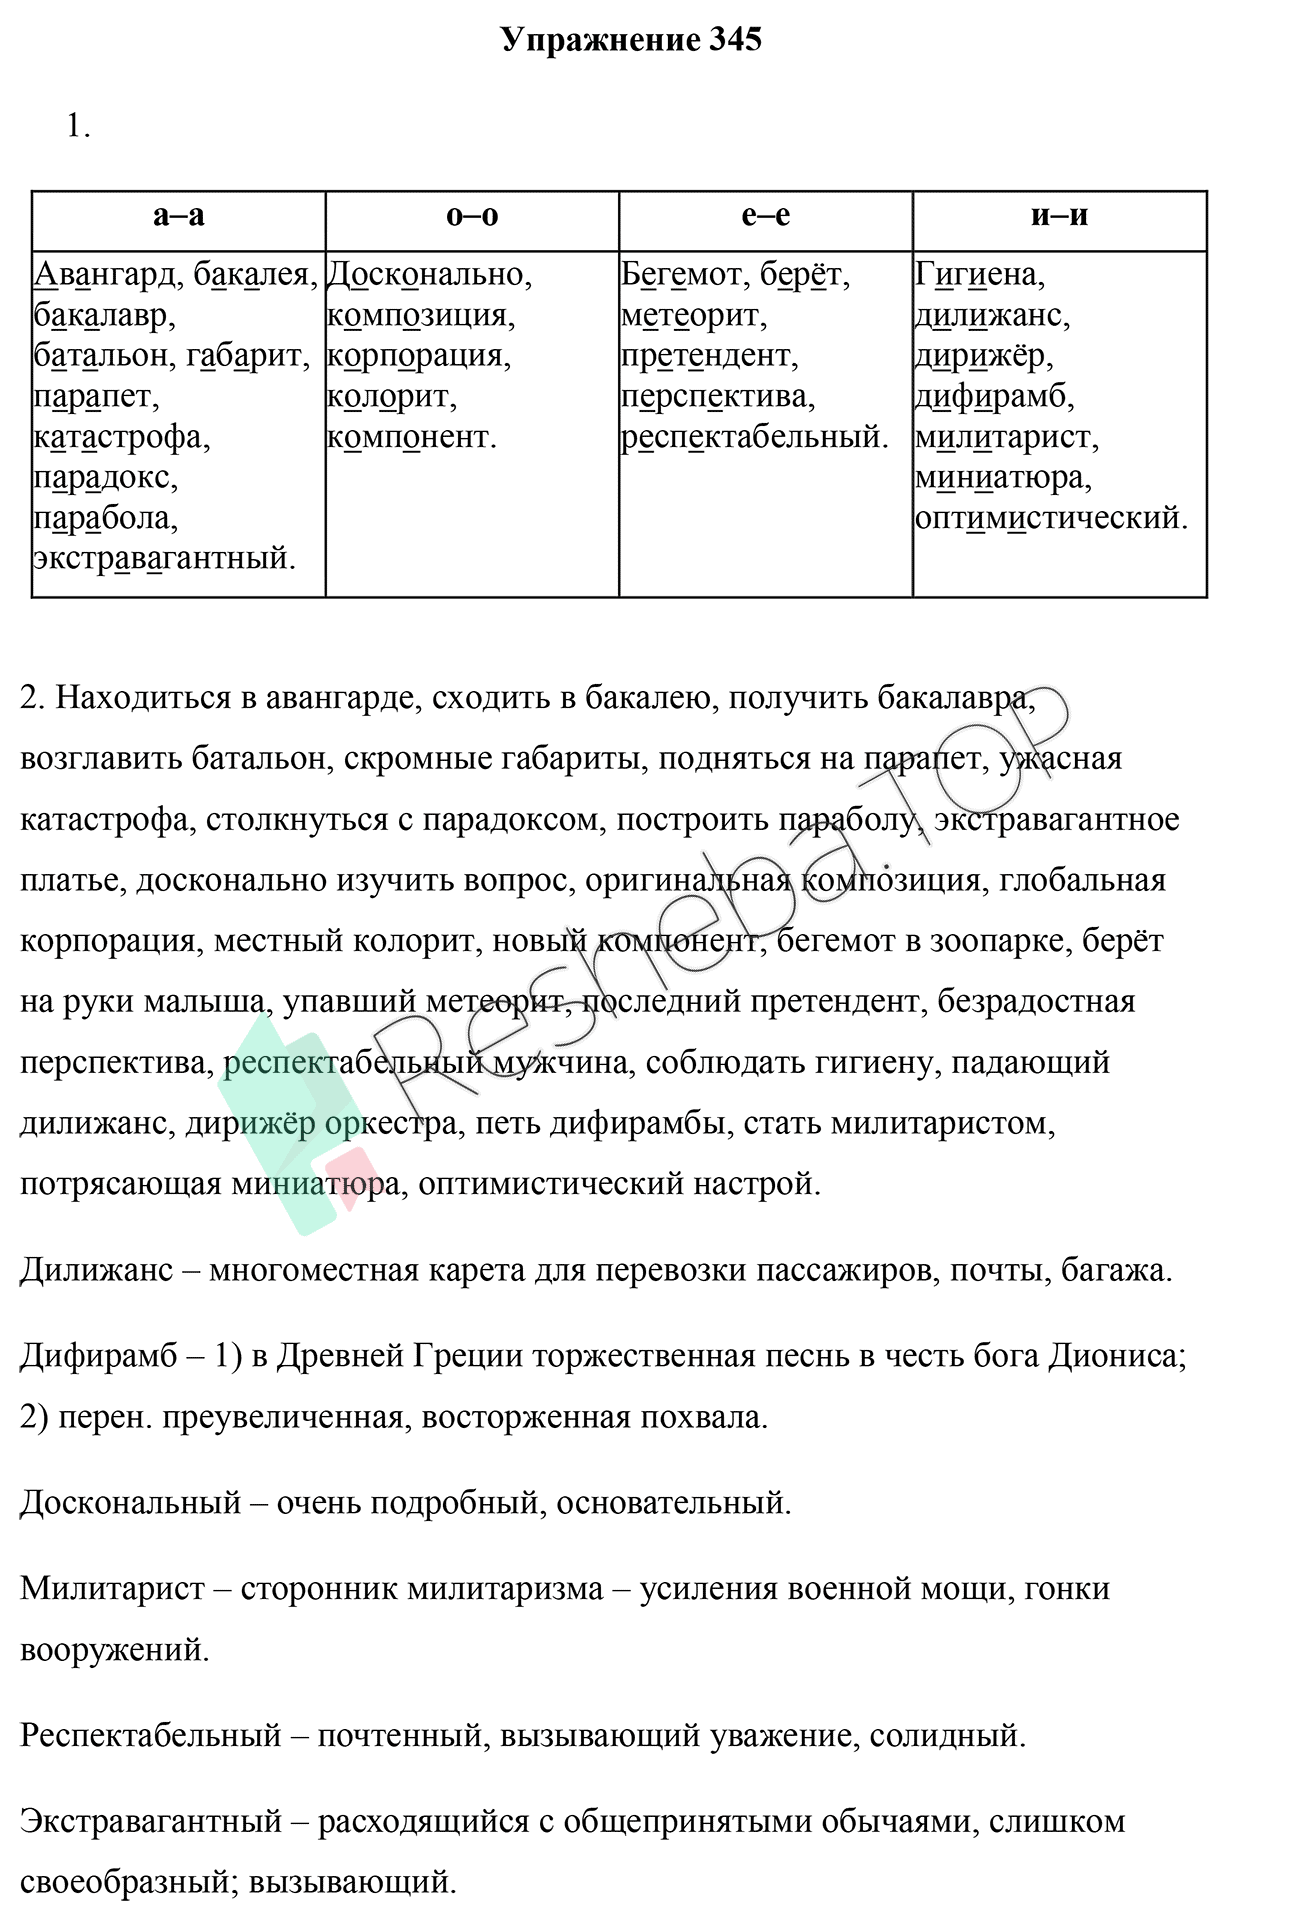 Упражнение 345
1.
а–а о–о е–е и–и
Авангард, бакалея, Досконально, Бегемот, берёт, Гигиена,
бакалавр, композиция, метеорит, дилижанс,
батальон, габарит, корпорация, претендент, дирижёр,
парапет, колорит, перспектива, дифирамб,
катастрофа, компонент. респектабельный. милитарист,
парадокс, миниатюра,
парабола, оптимистический.
экстравагантный.
2. Находиться в авангарде, сходить в бакалею, получить бакалавра,
возглавить батальон, скромные габариты, подняться на парапет, ужасная
катастрофа, столкнуться с парадоксом, построить параболу, экстравагантное
платье, досконально изучить вопрос, оригинальная композиция, глобальная
корпорация, местный колорит, новый компонент, бегемот в зоопарке, берёт
на руки малыша, упавший метеорит, последний претендент, безрадостная
перспектива, респектабельный мужчина, соблюдать гигиену, падающий
дилижанс, дирижёр оркестра, петь дифирамбы, стать милитаристом,
потрясающая миниатюра, оптимистический настрой.
Resheba.TOP
Дилижанс – многоместная карета для перевозки пассажиров, почты, багажа.
Дифирамб – 1) в Древней Греции торжественная песнь в честь бога Диониса;
2) перен. преувеличенная, восторженная похвала.
Доскональный – очень подробный, основательный.
Милитарист – сторонник милитаризма – усиления военной мощи, гонки
вооружений.
Респектабельный – почтенный, вызывающий уважение, солидный.
Экстравагантный – расходящийся с общепринятыми обычаями, слишком
своеобразный; вызывающий.